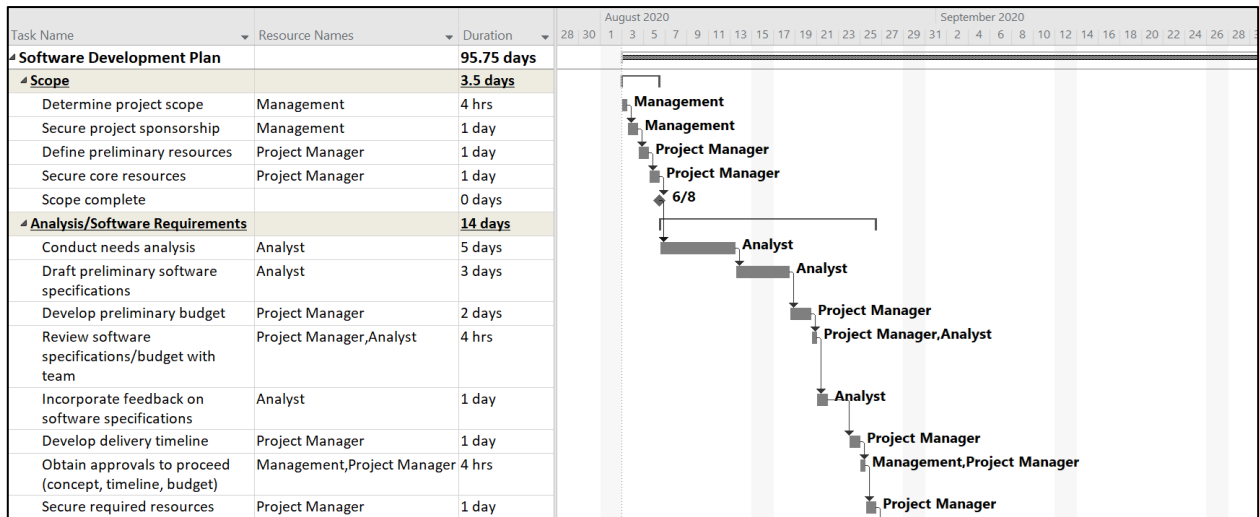 August 2020 September 2020
Task Name Resource Names Duration 28 30 1 3 5 7 9 11 13 15 17 19 21 23 25 27 29 31 2 4 6 8 10 12 14 16 18 20 22 24 26 28
Software Development Plan 95.75 days
Scope 3.5 days
Determine project scope Management 4 hrs Management
Secure project sponsorship Management 1 day Management
Define preliminary resources Project Manager 1 day Project Manager
Secure core resources Project Manager 1 day Project Manager
Scope complete 0 days 6/8
Analysis/Software Requirements 14 days
Conduct needs analysis Analyst 5 days Analyst
Draft preliminary software Analyst 3 days Analyst
specifications
Develop preliminary budget Project Manager 2 days Project Manager
Review software Project Manager,Analyst 4 hrs Project Manager,Analyst
specifications/budget with
team
Incorporate feedback on Analyst 1 day Analyst
software specifications
Develop delivery timeline Project Manager 1 day Project Manager
Obtain approvals to proceed Management,Project Manager 4 hrs Management,Project Manager
(concept, timeline, budget)
Secure required resources Project Manager 1 day Project Manager